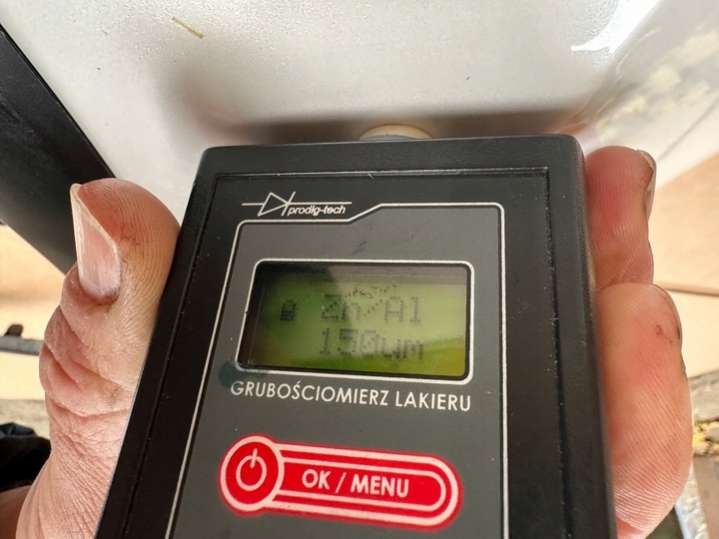 prodig-tech
Zn/Al
150um
GRUBOŚCIOMIERZ LAKIERU
OK / MENU